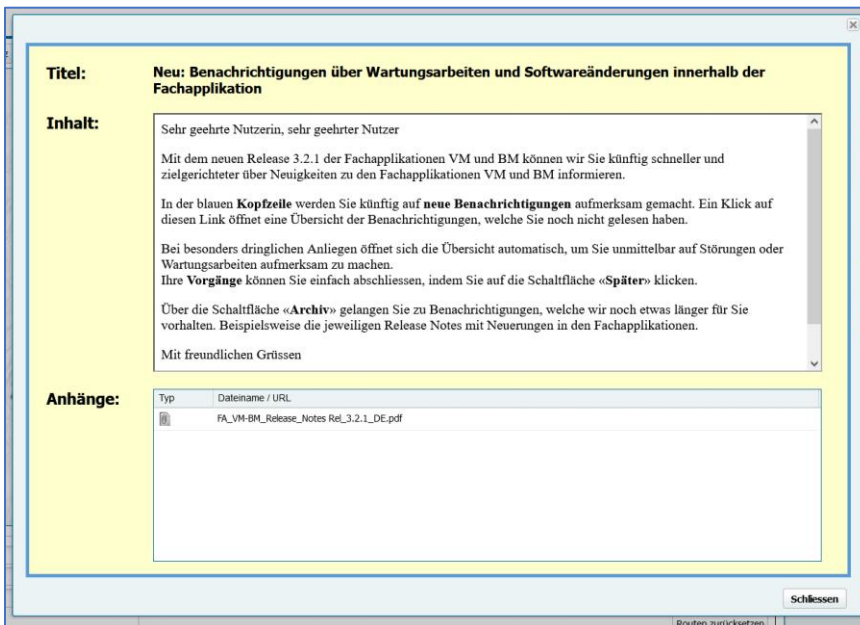 Titel:
Neu: Benachrichtigungen über Wartungsarbeiten und Softwareänderungen innerhalb der
Fachapplikation
Inhalt:
Sehr geehrte Nutzerin, sehr geehrter Nutzer
Mit dem neuen Release 3.2.1 der Fachapplikationen VM und BM können wir Sie künftig schneller und
zielgerichteter über Neuigkeiten zu den Fachapplikationen VM und BM informieren.
In der blauen Kopfzeile werden Sie künftig auf neue Benachrichtigungen aufmerksam gemacht. Ein Klick auf
diesen Link öffnet eine Übersicht der Benachrichtigungen, welche Sie noch nicht gelesen haben.
Bei besonders dringlichen Anliegen öffnet sich die Übersicht automatisch, um Sie unmittelbar auf Störungen oder
Wartungsarbeiten aufmerksam zu machen.
Ihre Vorgänge können Sie einfach abschliessen, indem Sie auf die Schaltfläche «Später» klicken.
Über die Schaltfläche «Archiv» gelangen Sie zu Benachrichtigungen, welche wir noch etwas länger für Sie
vorhalten. Beispielsweise die jeweiligen Release Notes mit Neuerungen in den Fachapplikationen.
Mit freundlichen Grüssen
Anhänge:
Typ Dateiname / URL
FA_VM-BM_Release_Notes Rel_3.2.1_DE.pdf
Schliessen
Routen zurücksetzen